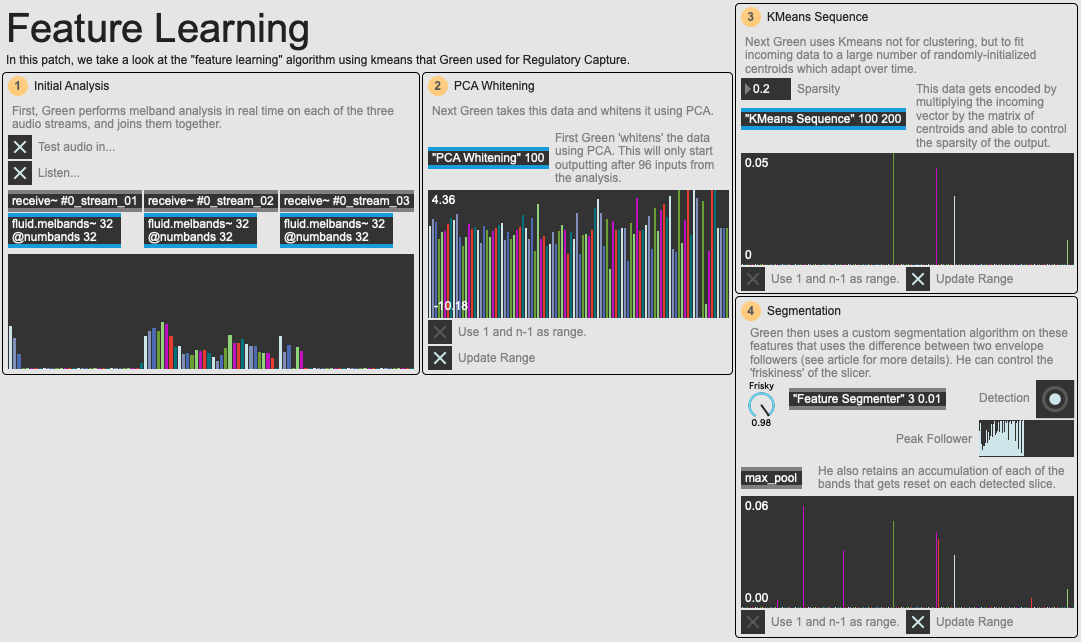 Feature Learning
In this patch, we take a look at the "feature learning" algorithm using kmeans that Green used for Regulatory Capture.
1 Initial Analysis
First, Green performs melband analysis in real time on each of the three
audio streams, and joins them together.
Test audio in...
Listen...
receive~ #0_stream_01 receive~ #0_stream_02 receive~ #0_stream_03
fluid.melbands~ 32 fluid.melbands~ 32 fluid.melbands~ 32
@numbands 32 @numbands 32 @numbands 32
2 PCA Whitening
Next Green takes this data and whitens it using PCA.
First Green 'whitens' the data
using PCA. This will only start
outputting after 96 inputs from
the analysis.
"PCA Whitening" 100
4.36
-10.18
Use 1 and n-1 as range.
Update Range
3 KMeans Sequence
Next Green uses Kmeans not for clustering, but to fit
incoming data to a large number of randomly-initialized
centroids which adapt over time.
0.2 Sparsity
"KMeans Sequence" 100 200
This data gets encoded by
multiplying the incoming
vector by the matrix of
centroids and able to control
the sparsity of the output.
0.05
0
Use 1 and n-1 as range. Update Range
4 Segmentation
Green then uses a custom segmentation algorithm on these
features that uses the difference between two envelope
followers (see article for more details). He can control the
'friskiness' of the slicer.
Frisky
0.98
"Feature Segmenter" 3 0.01
Detection
Peak Follower
max_pool
He also retains an accumulation of each of the
bands that gets reset on each detected slice.
0.06
0.00
Use 1 and n-1 as range. Update Range